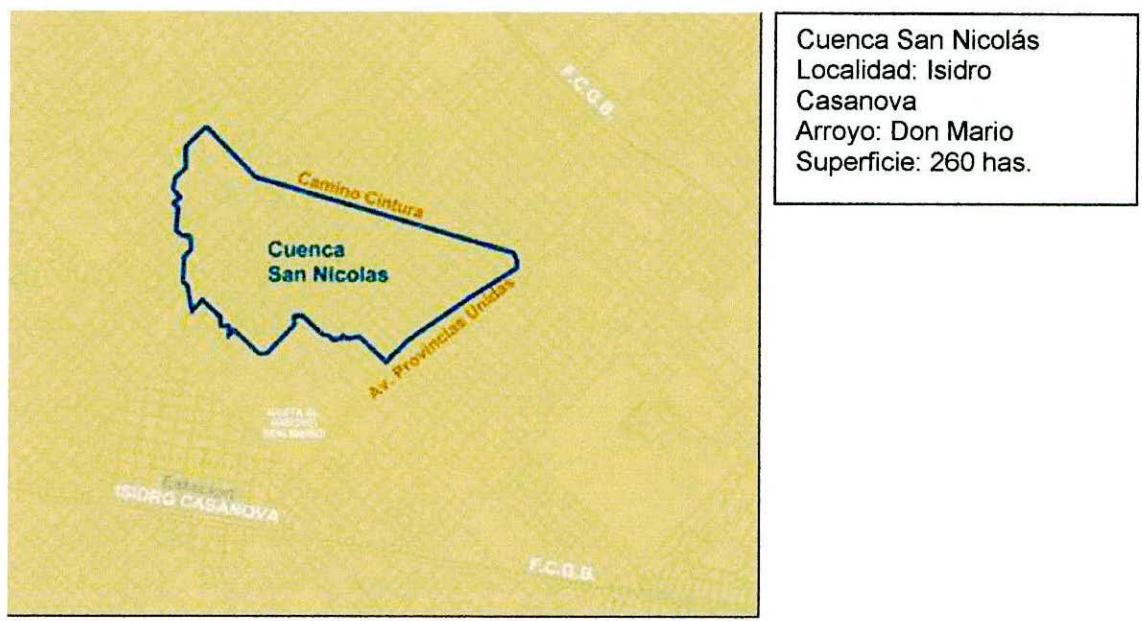 Cuenca San Nicolás
Localidad: Isidro
Casanova
Arroyo: Don Mario
Superficie: 260 has.
F.C.G.B.
Camino Cintura
Cuenca
San Nicolas
Av. Provincias Unidas
ISIDRO CASANOVA
F.C.G.B.